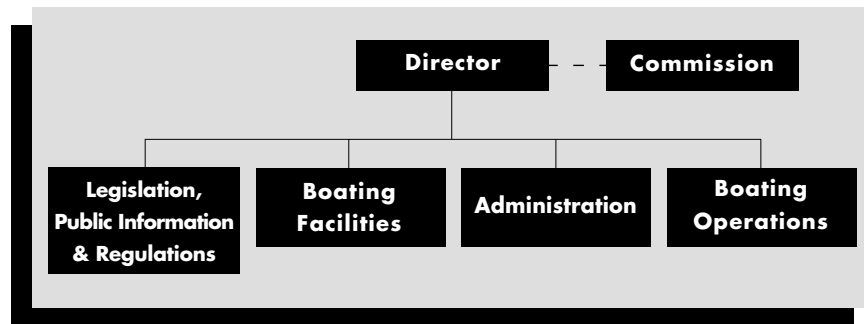 Director
Commission
Legislation,
Public Information
& Regulations
Boating
Facilities
Administration
Boating
Operations